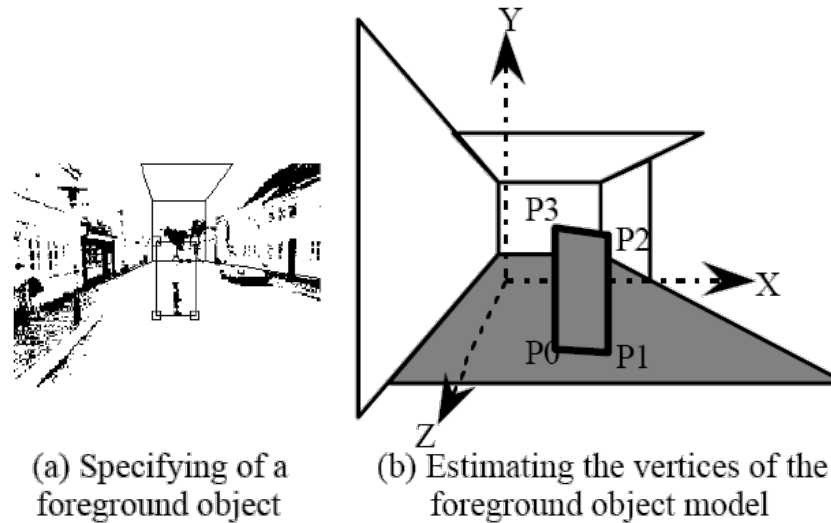 Y
P3
P2
X
P0
P1
Z
(a) Specifying of a
foreground object
(b) Estimating the vertices of the
foreground object model